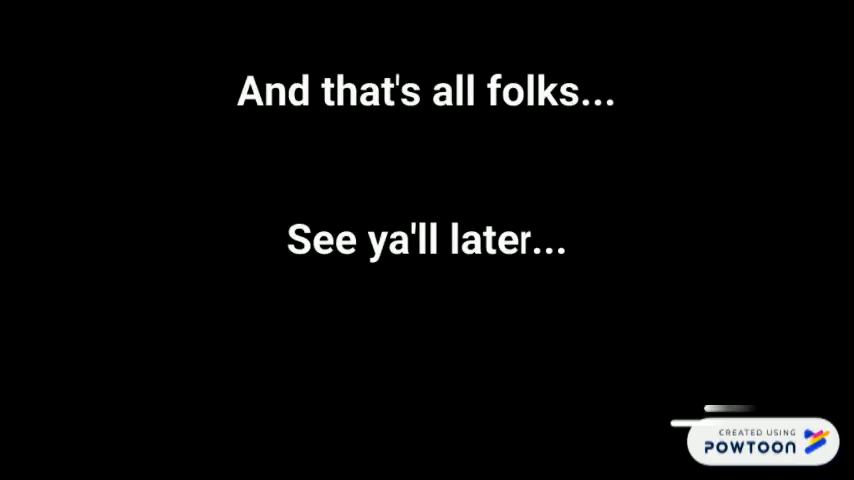 And that's all folks...
See ya'll later...
CREATED USING
POWTOON